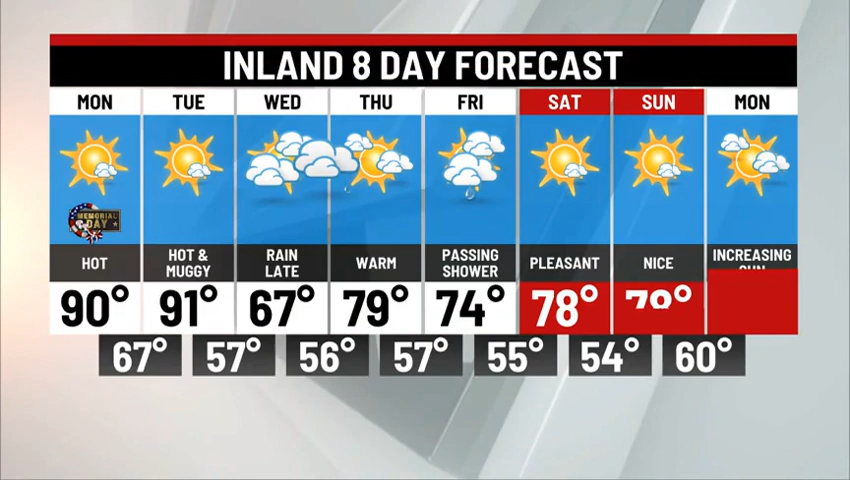 INLAND 8 DAY FORECAST
MON TUE WED THU FRI SAT SUN MON
MEMORIAL
DAY
HOT
HOT &
MUGGY
RAIN
LATE
WARM
PASSING
SHOWER
PLEASANT
NICE
INCREASING
90° 91° 67° 79° 74° 78°
67° 57° 56° 57° 55° 54° 60°